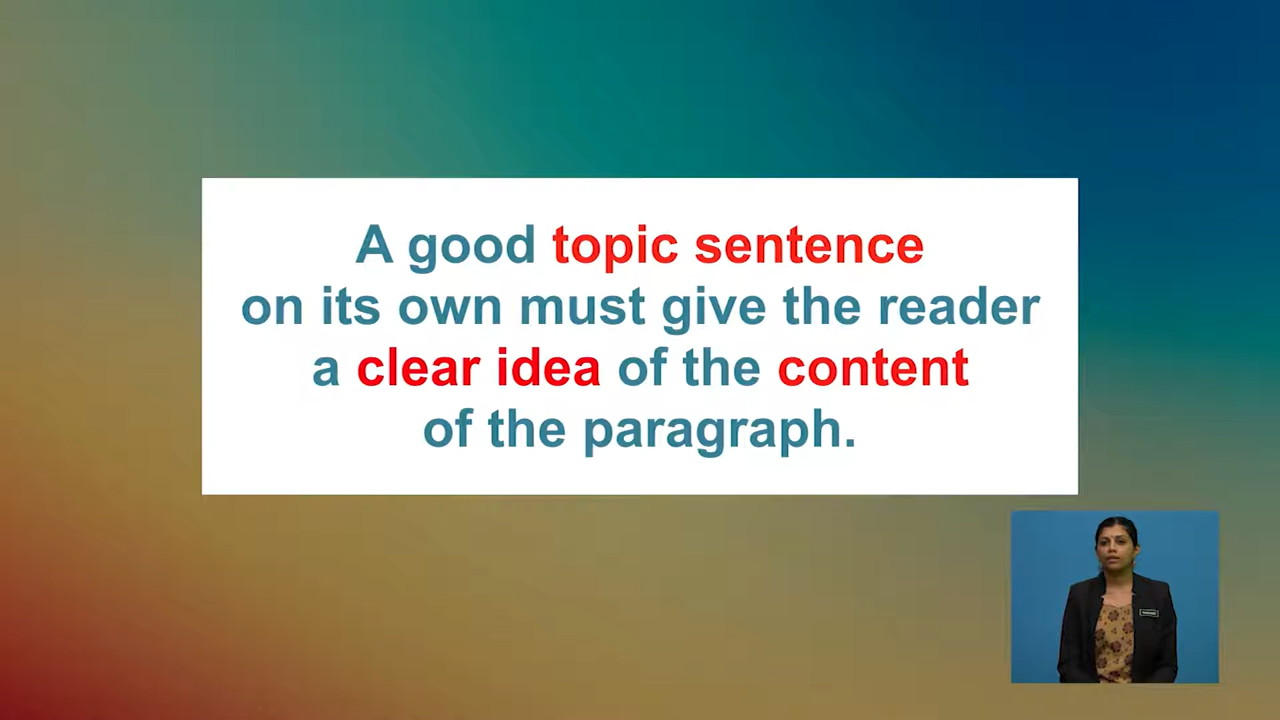 A good topic sentence
on its own must give the reader
a clear idea of the content
of the paragraph.